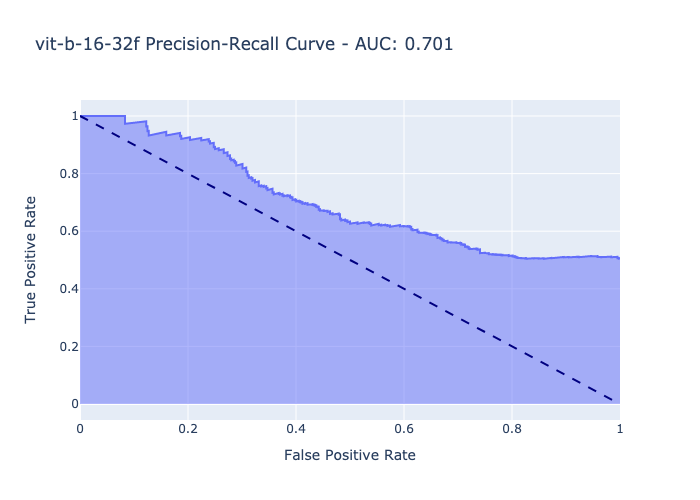 vit-b-16-32f Precision-Recall Curve - AUC: 0.701
True Positive Rate
1
0.8
0.6
0.4
0.2
0
0 0.2 0.4 0.6 0.8 1
False Positive Rate